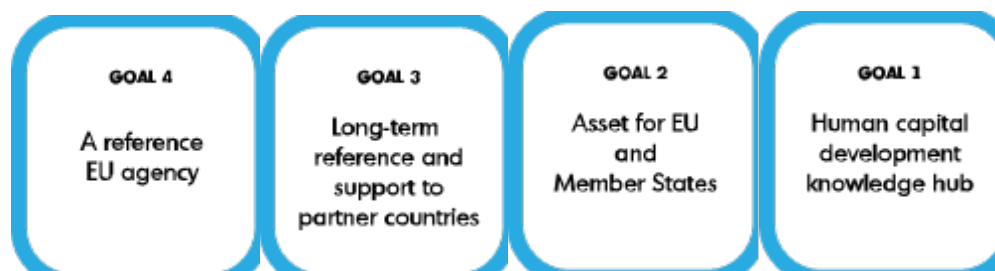 GOAL 4
A reference
EU agency
GOAL 3
Long-term
reference and
support to
partner countries
GOAL 2
Asset for EU
and
Member States
GOAL 1
Human capital
development
knowledge hub